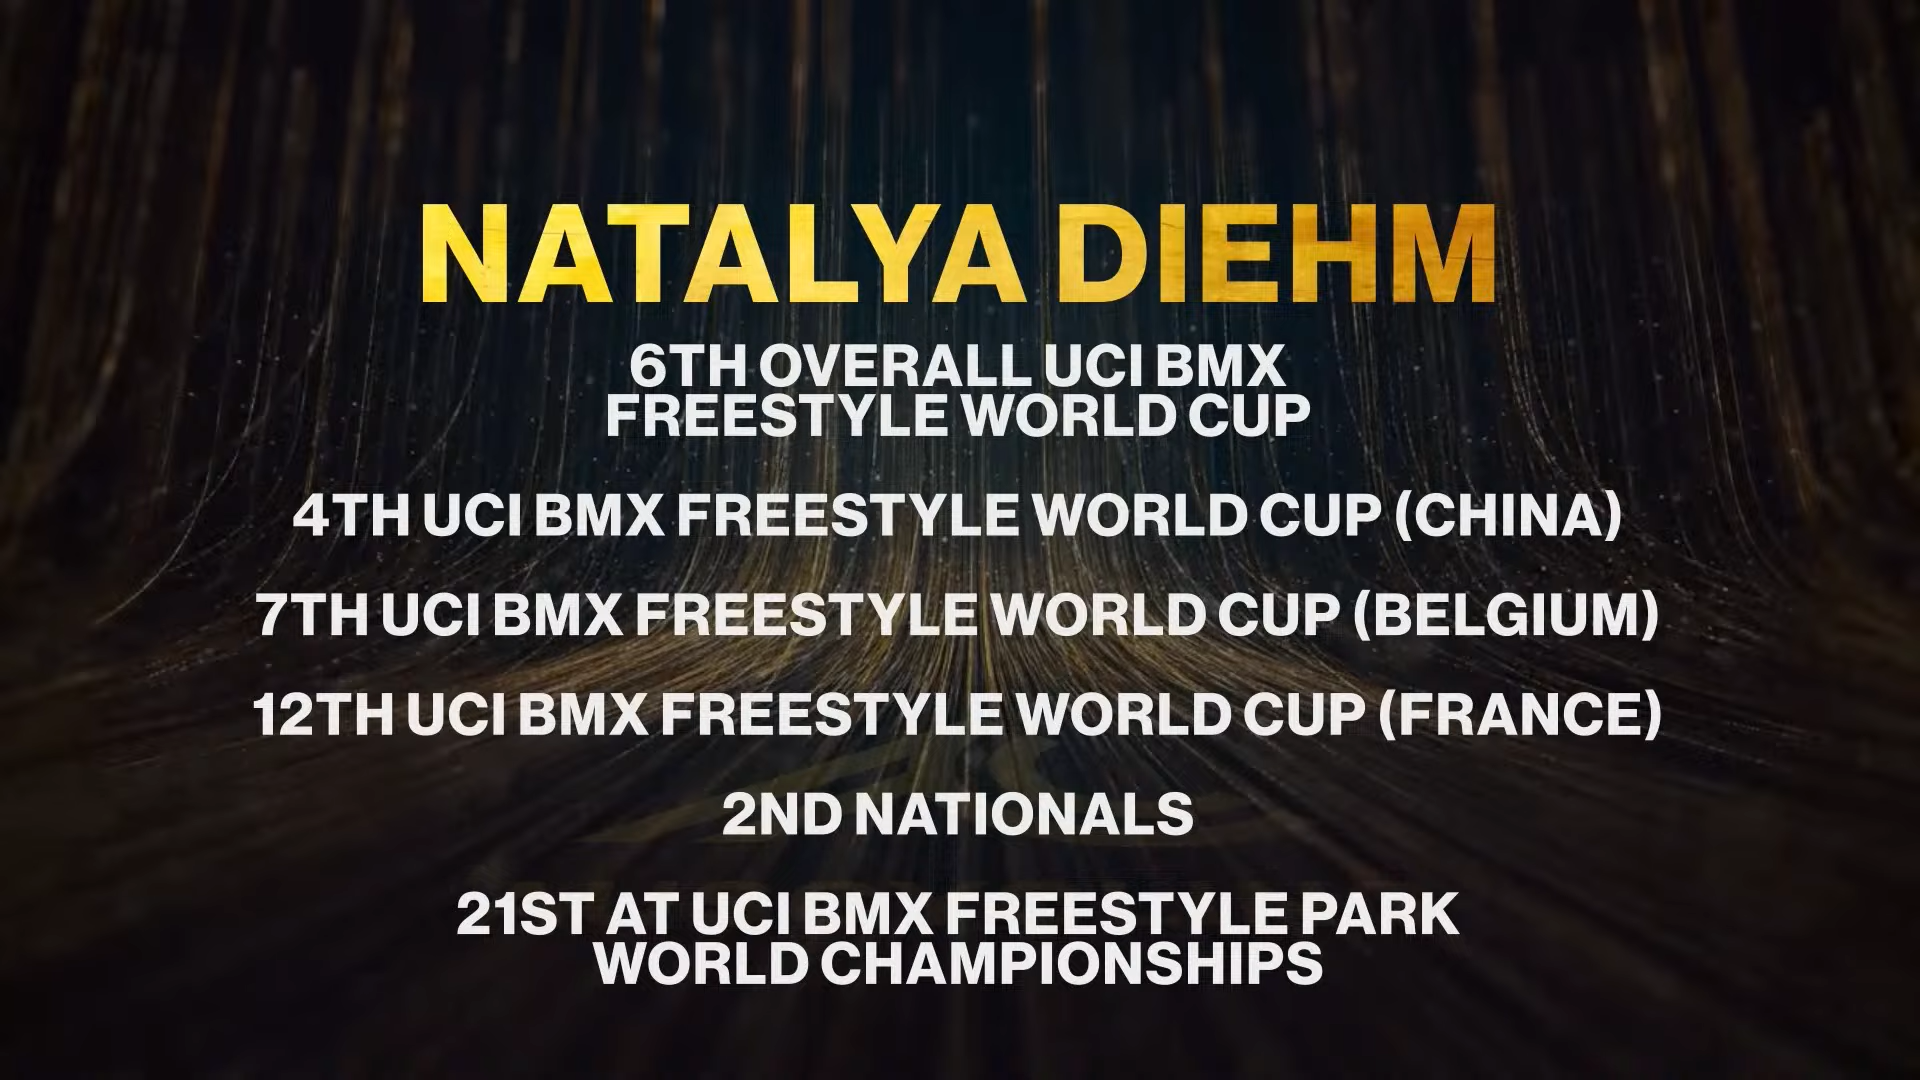 NATALYA DIEHM
6TH OVERALL UCI BMX
FREESTYLE WORLD CUP
4TH UCI BMX FREESTYLE WORLD CUP (CHINA)
7TH UCI BMX FREESTYLE WORLD CUP (BELGIUM)
12TH UCI BMX FREESTYLE WORLD CUP (FRANCE)
2ND NATIONALS
21ST AT UCI BMX FREESTYLE PARK
WORLD CHAMPIONSHIPS